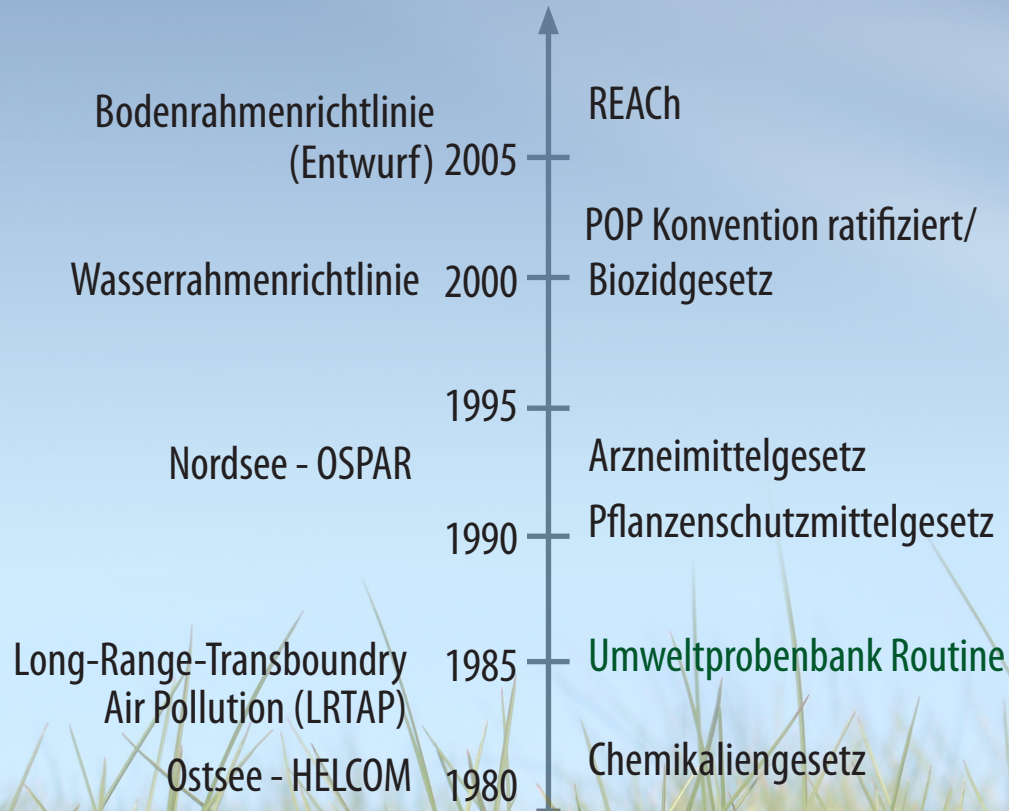 REACh
Bodenrahmenrichtlinie
(Entwurf) 2005
POP Konvention ratifiziert/
Wasserrahmenrichtlinie 2000 Biozidgesetz
1995
Nordsee - OSPAR Arzneimittelgesetz
Pflanzenschutzmittelgesetz
1990
Long-Range-Transboundry 1985 Umweltprobenbank Routine
Air Pollution (LRTAP)
Chemikaliengesetz
Ostsee - HELCOM 1980